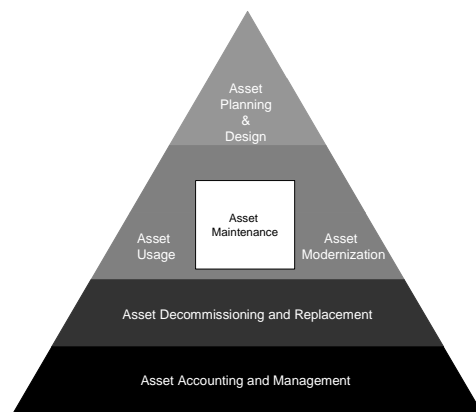 Asset
Planning
&
Design
Asset
Maintenance
Asset
Usage
Asset
Modernization
Asset Decommissioning and Replacement
Asset Accounting and Management